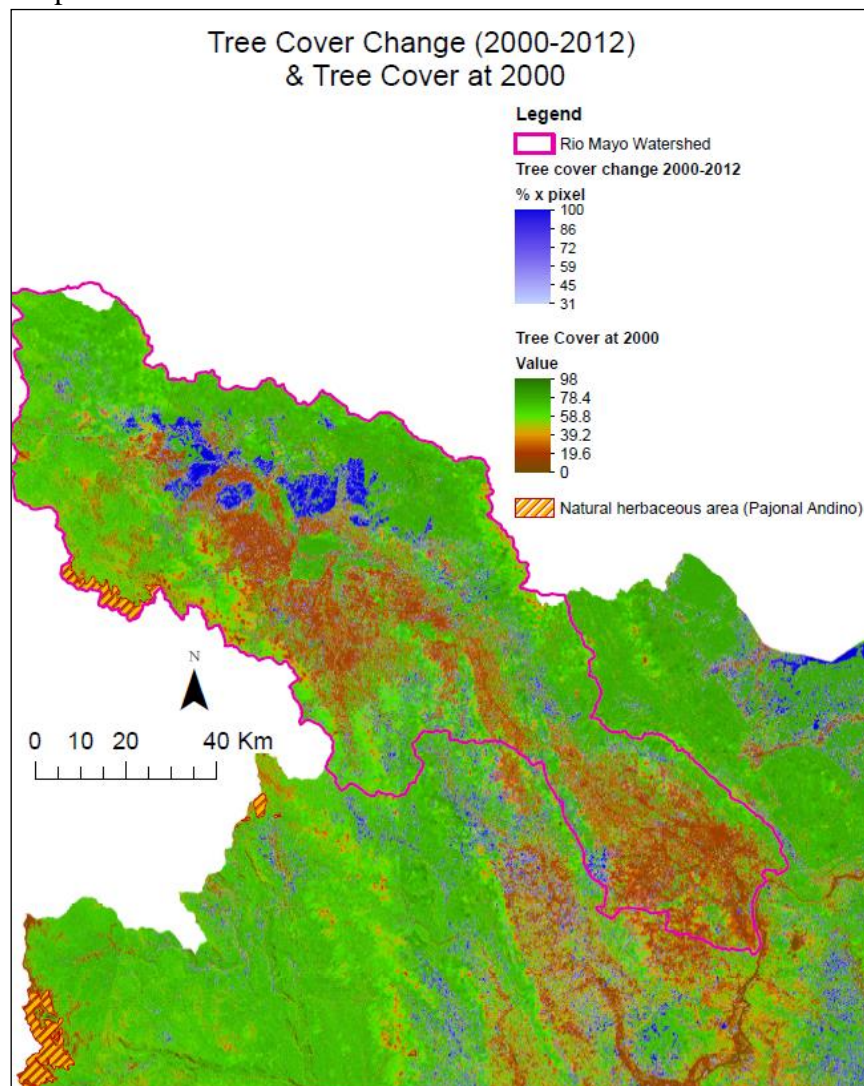 Tree Cover Change (2000-2012)
& Tree Cover at 2000
Legend
Rio Mayo Watershed
Tree cover change 2000-2012
% x pixel
100
86
72
59
45
31
Tree Cover at 2000
Value
98
78.4
58.8
39.2
19.6
0
Natural herbaceous area (Pajonal Andino)
N
0 10 20 40 Km